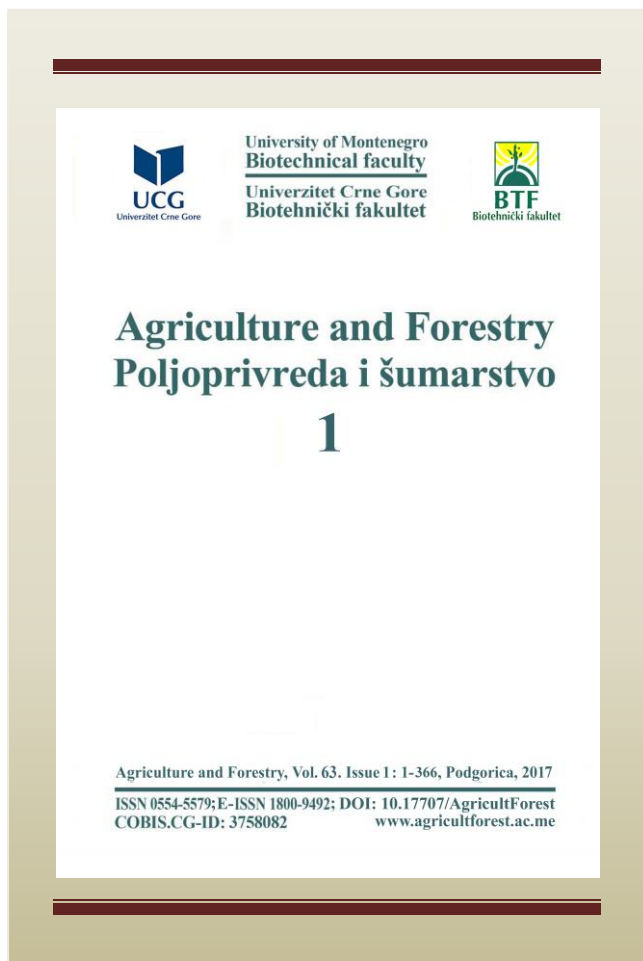 University of Montenegro
Biotechnical faculty
Univerzitet Crne Gore
Biotehnički fakultet
UCG
Univerzitet Crne Gore
BTF
Biotehnički fakultet
Agriculture and Forestry
Poljoprivreda i šumarstvo
1
Agriculture and Forestry, Vol. 63. Issue 1: 1-366, Podgorica, 2017
ISSN 0554-5579; E-ISSN 1800-9492; DOI: 10.17707/AgricultForest
COBIS.CG-ID: 3758082 www.agricultforest.ac.me